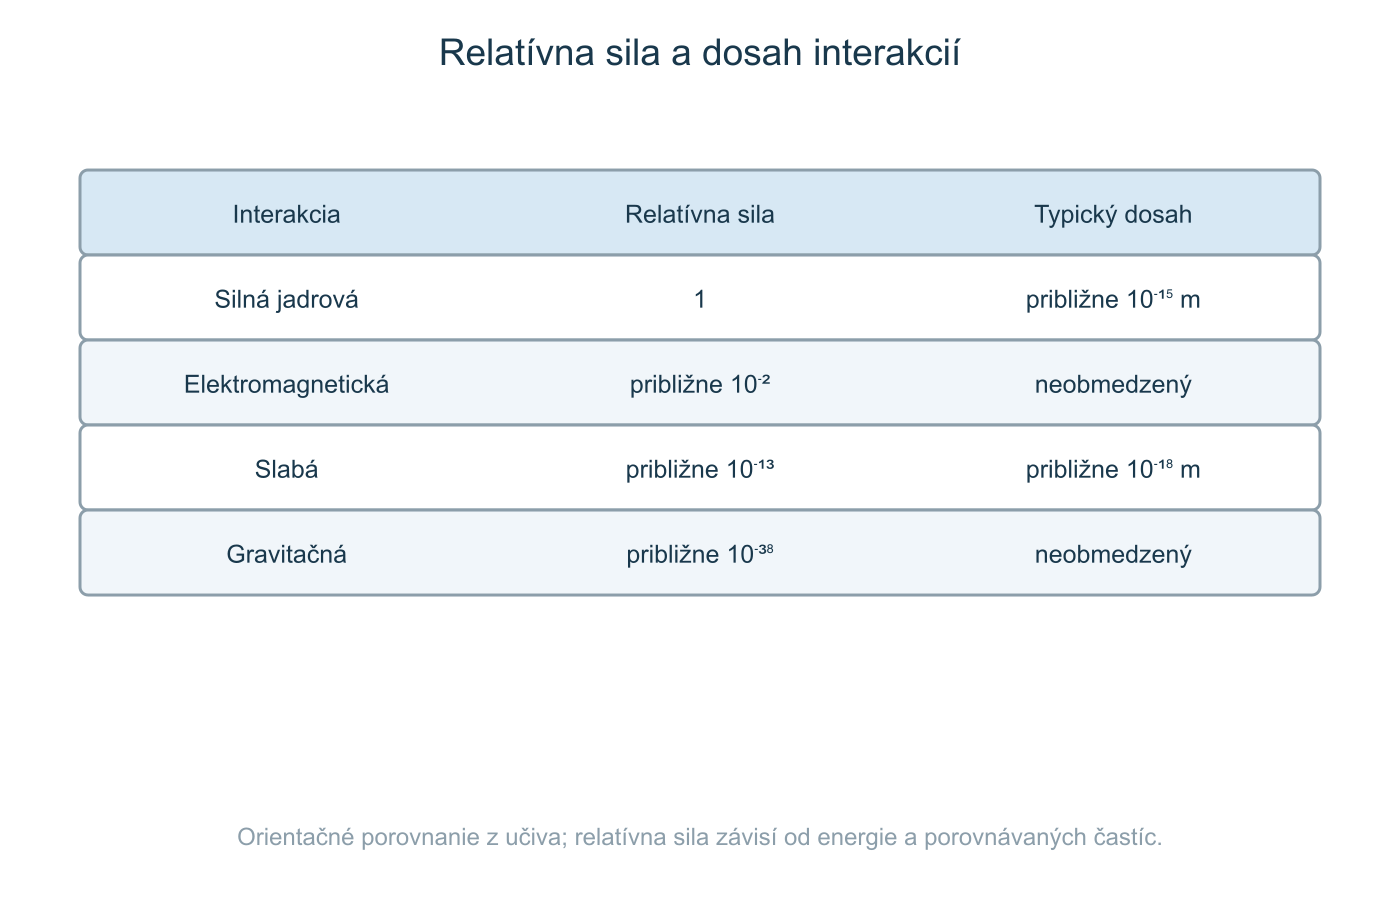 Relatívna sila a dosah interakcií
Interakcia Relatívna sila Typický dosah
Silná jadrová 1 približne 10⁻¹⁵ m
Elektromagnetická približne 10⁻² neobmedzený
Slabá približne 10⁻¹³ približne 10⁻¹⁸ m
Gravitačná približne 10⁻³⁸ neobmedzený
Orientačné porovnanie z učiva; relatívna sila závisí od energie a porovnávaných častíc.